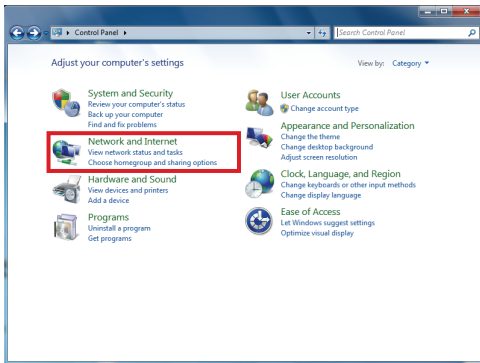 Control Panel
Search Control Panel
Adjust your computer's settings
View by: Category
System and Security
Review your computer's status
Back up your computer
Find and fix problems
Network and Internet
View network status and tasks
Choose homegroup and sharing options
Hardware and Sound
View devices and printers
Add a device
Programs
Uninstall a program
Get programs
User Accounts
Change account type
Appearance and Personalization
Change the theme
Change desktop background
Adjust screen resolution
Clock, Language, and Region
Change keyboards or other input methods
Change display language
Ease of Access
Let Windows suggest settings
Optimize visual display